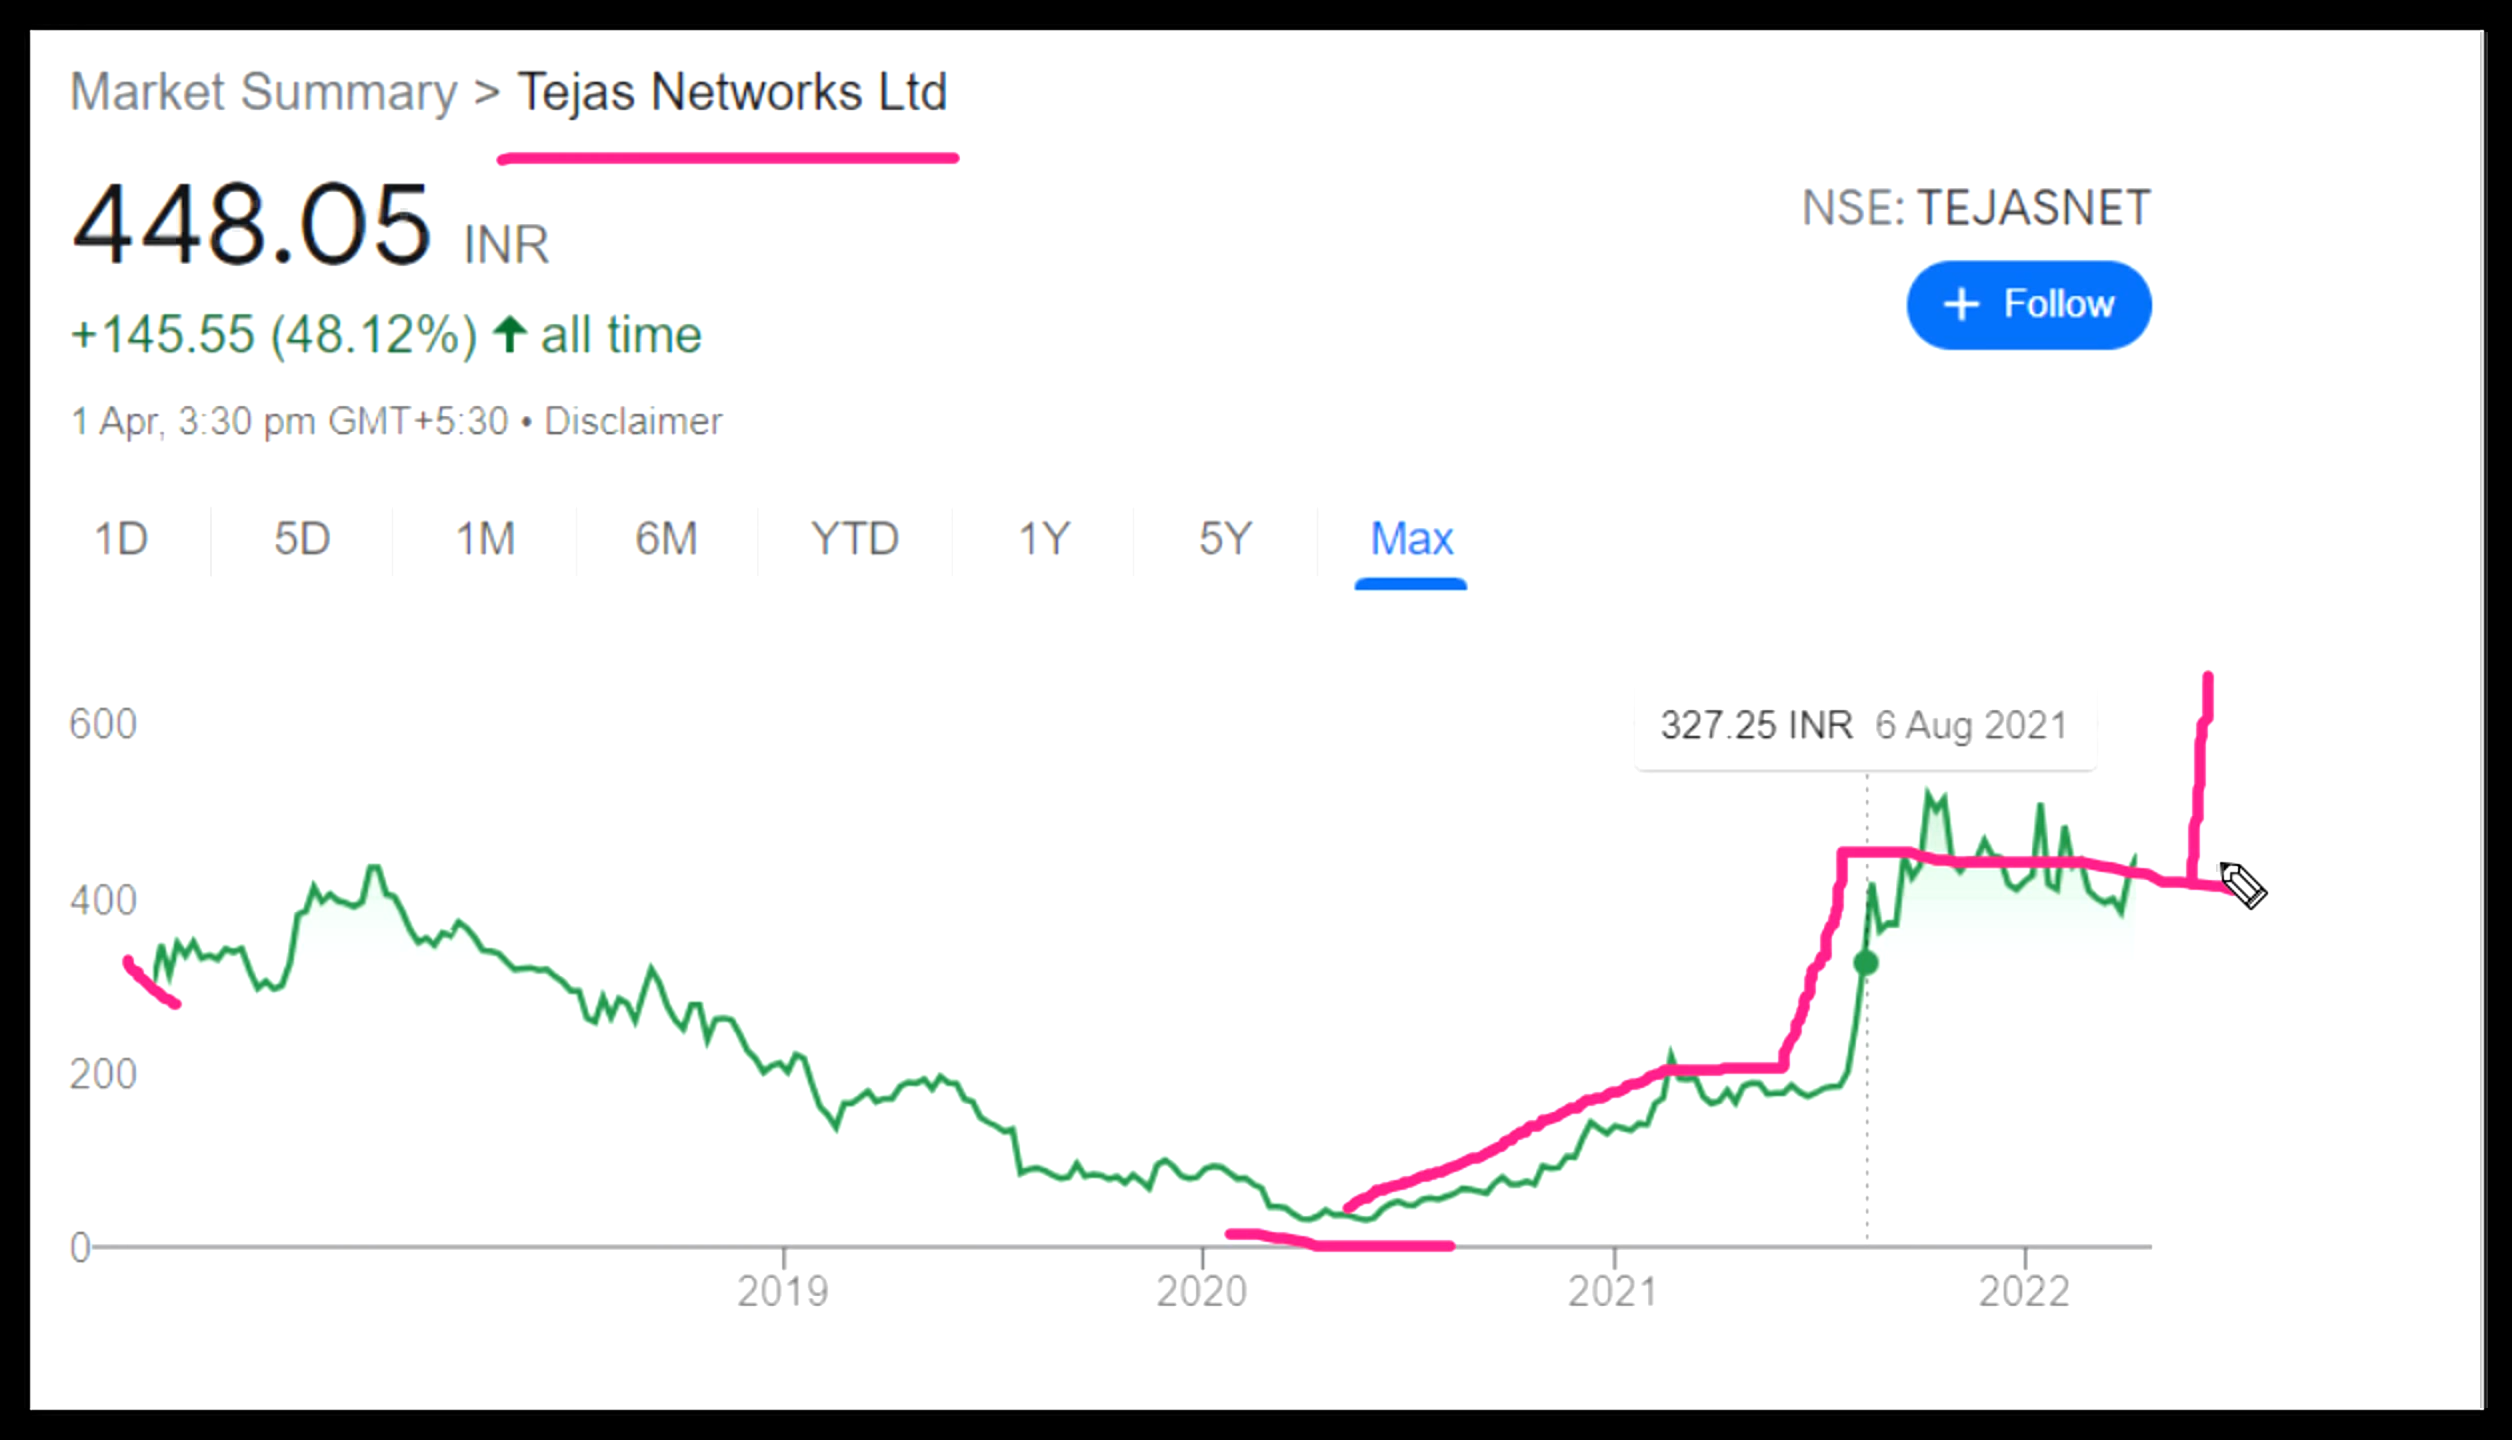 Market Summary > Tejas Networks Ltd
448.05 INR
NSE: TEJASNET
+ Follow
+145.55 (48.12%) ↑ all time
1 Apr, 3:30 pm GMT+5:30 • Disclaimer
1D 5D 1M 6M YTD 1Y 5Y Max
327.25 INR 6 Aug 2021
600
400
200
0
2019 2020 2021 2022